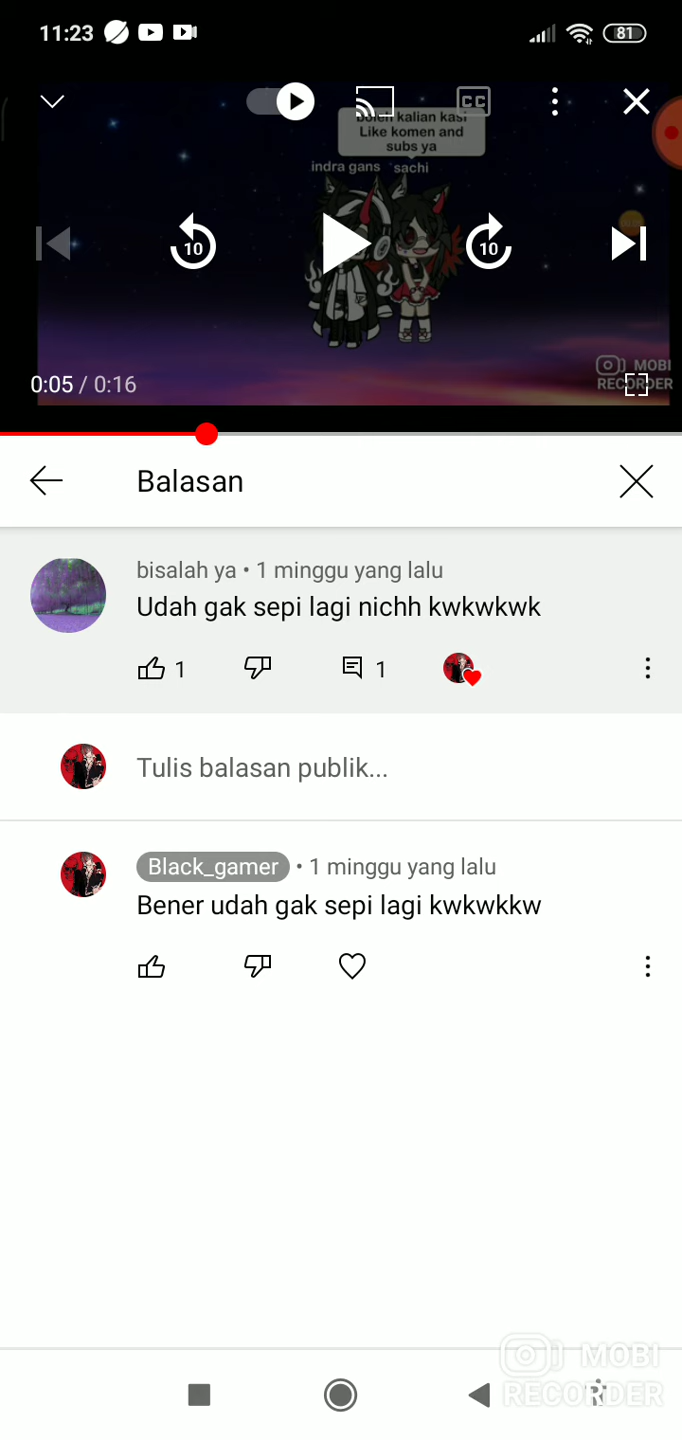 11:23
81
CC
boleh kalian kasi
Like komen and
subs ya
indra gans sachi
10
10
0:05 / 0:16
MOBI
RECORDER
Balasan
bisalah ya • 1 minggu yang lalu
Udah gak sepi lagi nichh kwkwkwk
1
1
Tulis balasan publik...
Black_gamer • 1 minggu yang lalu
Bener udah gak sepi lagi kwkwkkw
MOBI
RECORDER